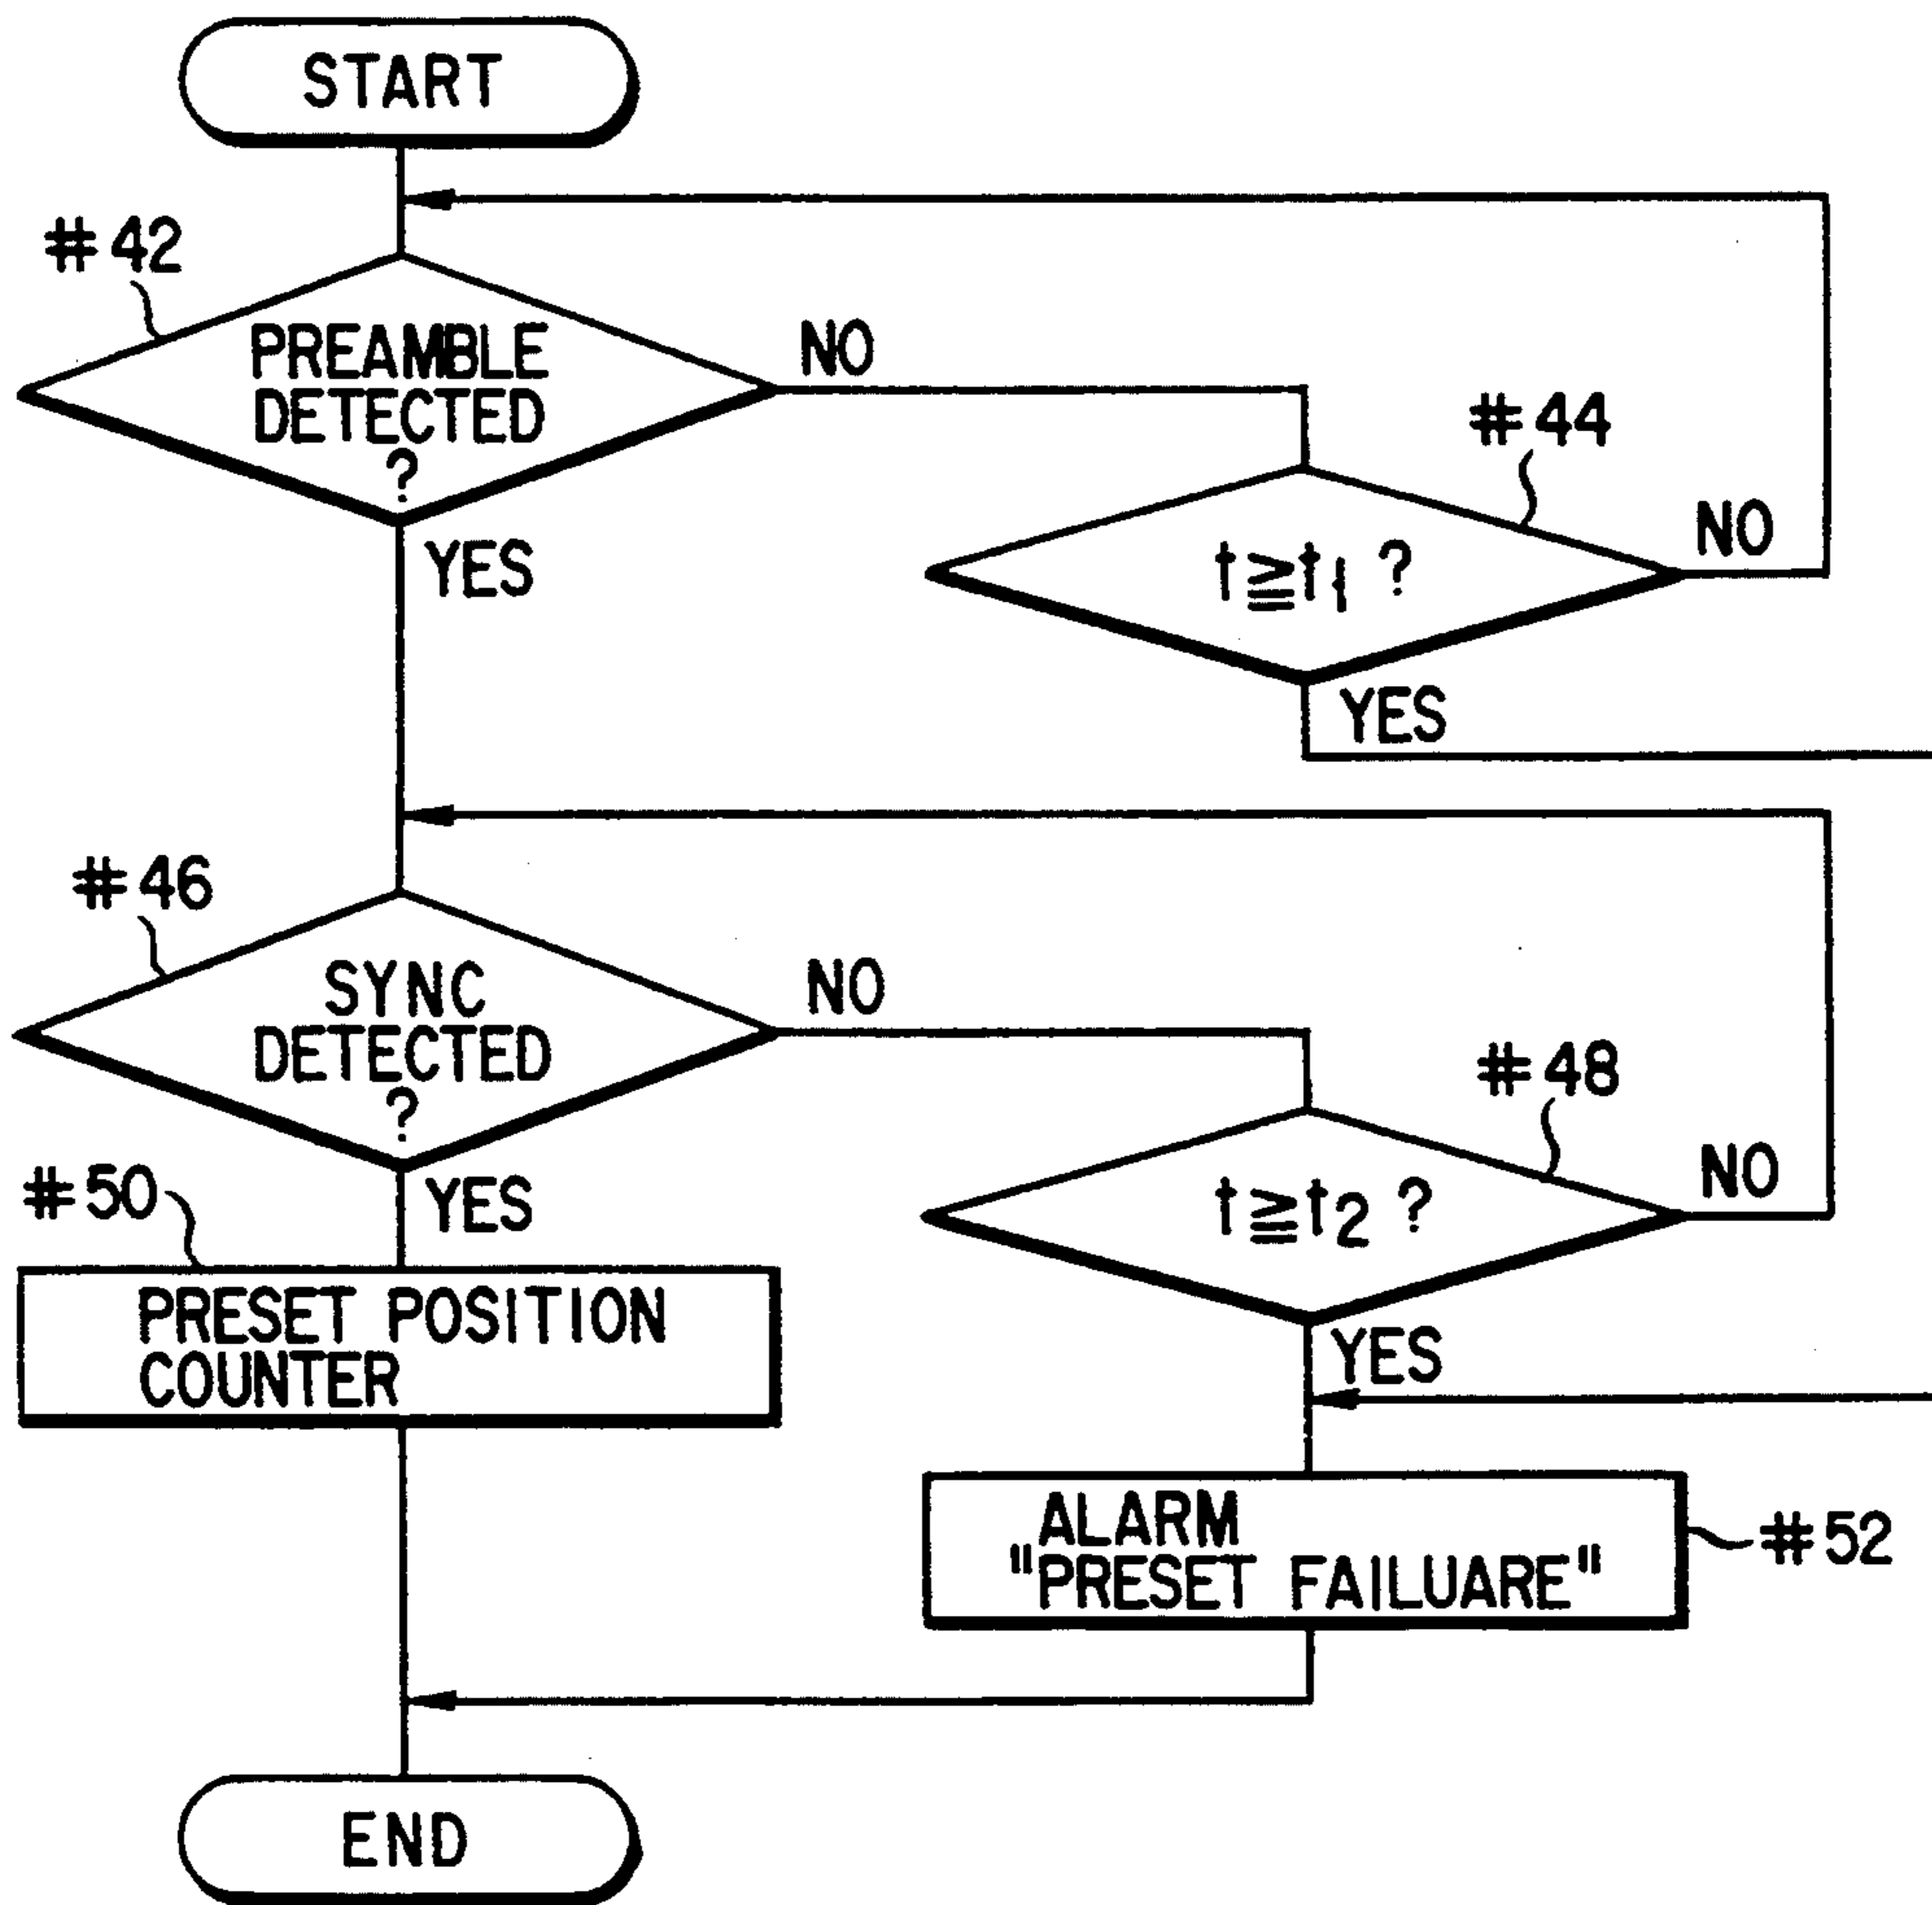 START
#42
PREAMBLE
DETECTED
?
NO
YES
#44
t≧t1 ?
NO
YES
#46
SYNC
DETECTED
?
NO
YES
#48
t≧t2 ?
NO
YES
#50
PRESET POSITION
COUNTER
ALARM
"PRESET FAILUARE"
#52
END